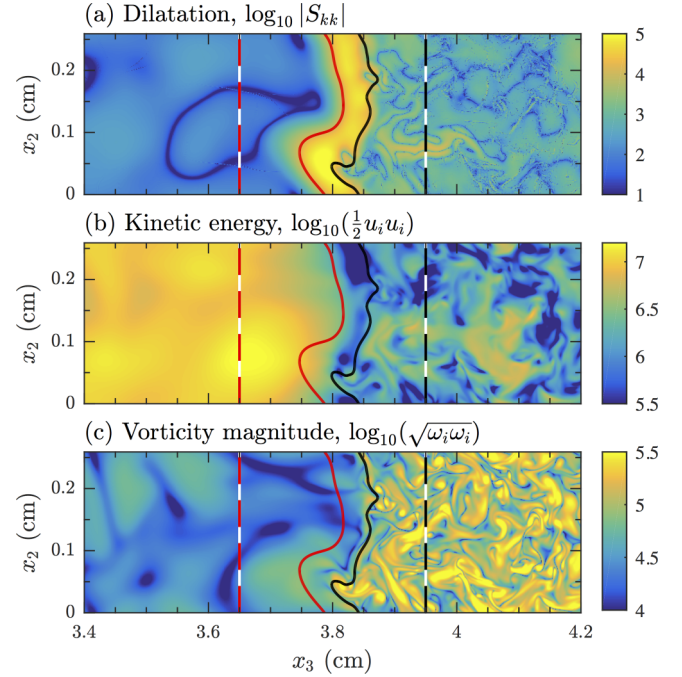 (a) Dilatation, log₁₀ |Sₖₖ|
x₂ (cm)
0.2
0.1
0
5
4
3
2
1
(b) Kinetic energy, log₁₀(½uᵢuᵢ)
x₂ (cm)
0.2
0.1
0
7
6.5
6
5.5
(c) Vorticity magnitude, log₁₀(√ωᵢωᵢ)
x₂ (cm)
0.2
0.1
0
5.5
5
4.5
4
3.4 3.6 3.8 4 4.2
x₃ (cm)